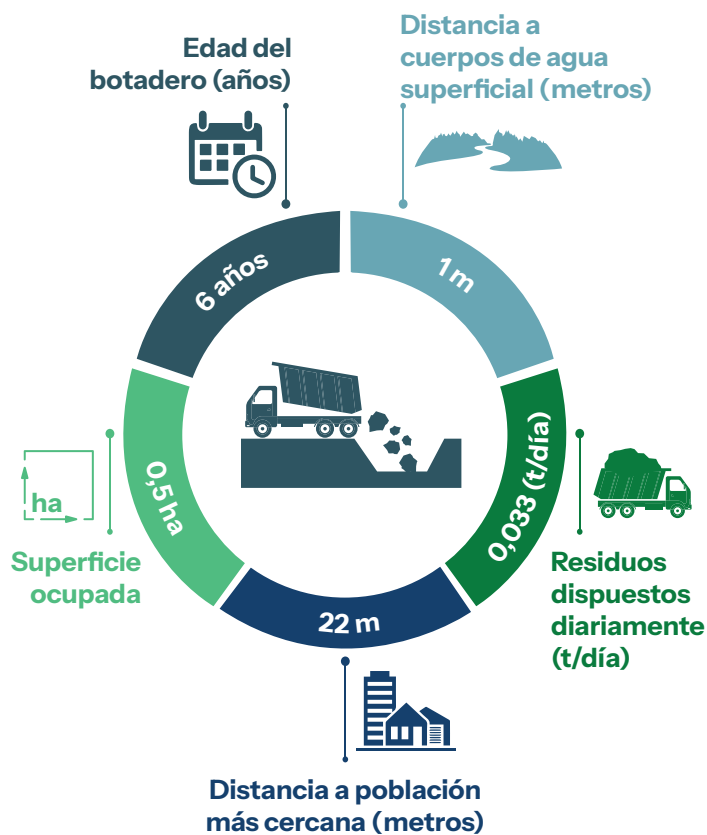 Edad del
botadero (años)
Distancia a
cuerpos de agua
superficial (metros)
6 años
1 m
0,5 ha
0,033 (t/día)
22 m
ha
Superficie
ocupada
Residuos
dispuestos
diariamente
(t/día)
Distancia a población
más cercana (metros)